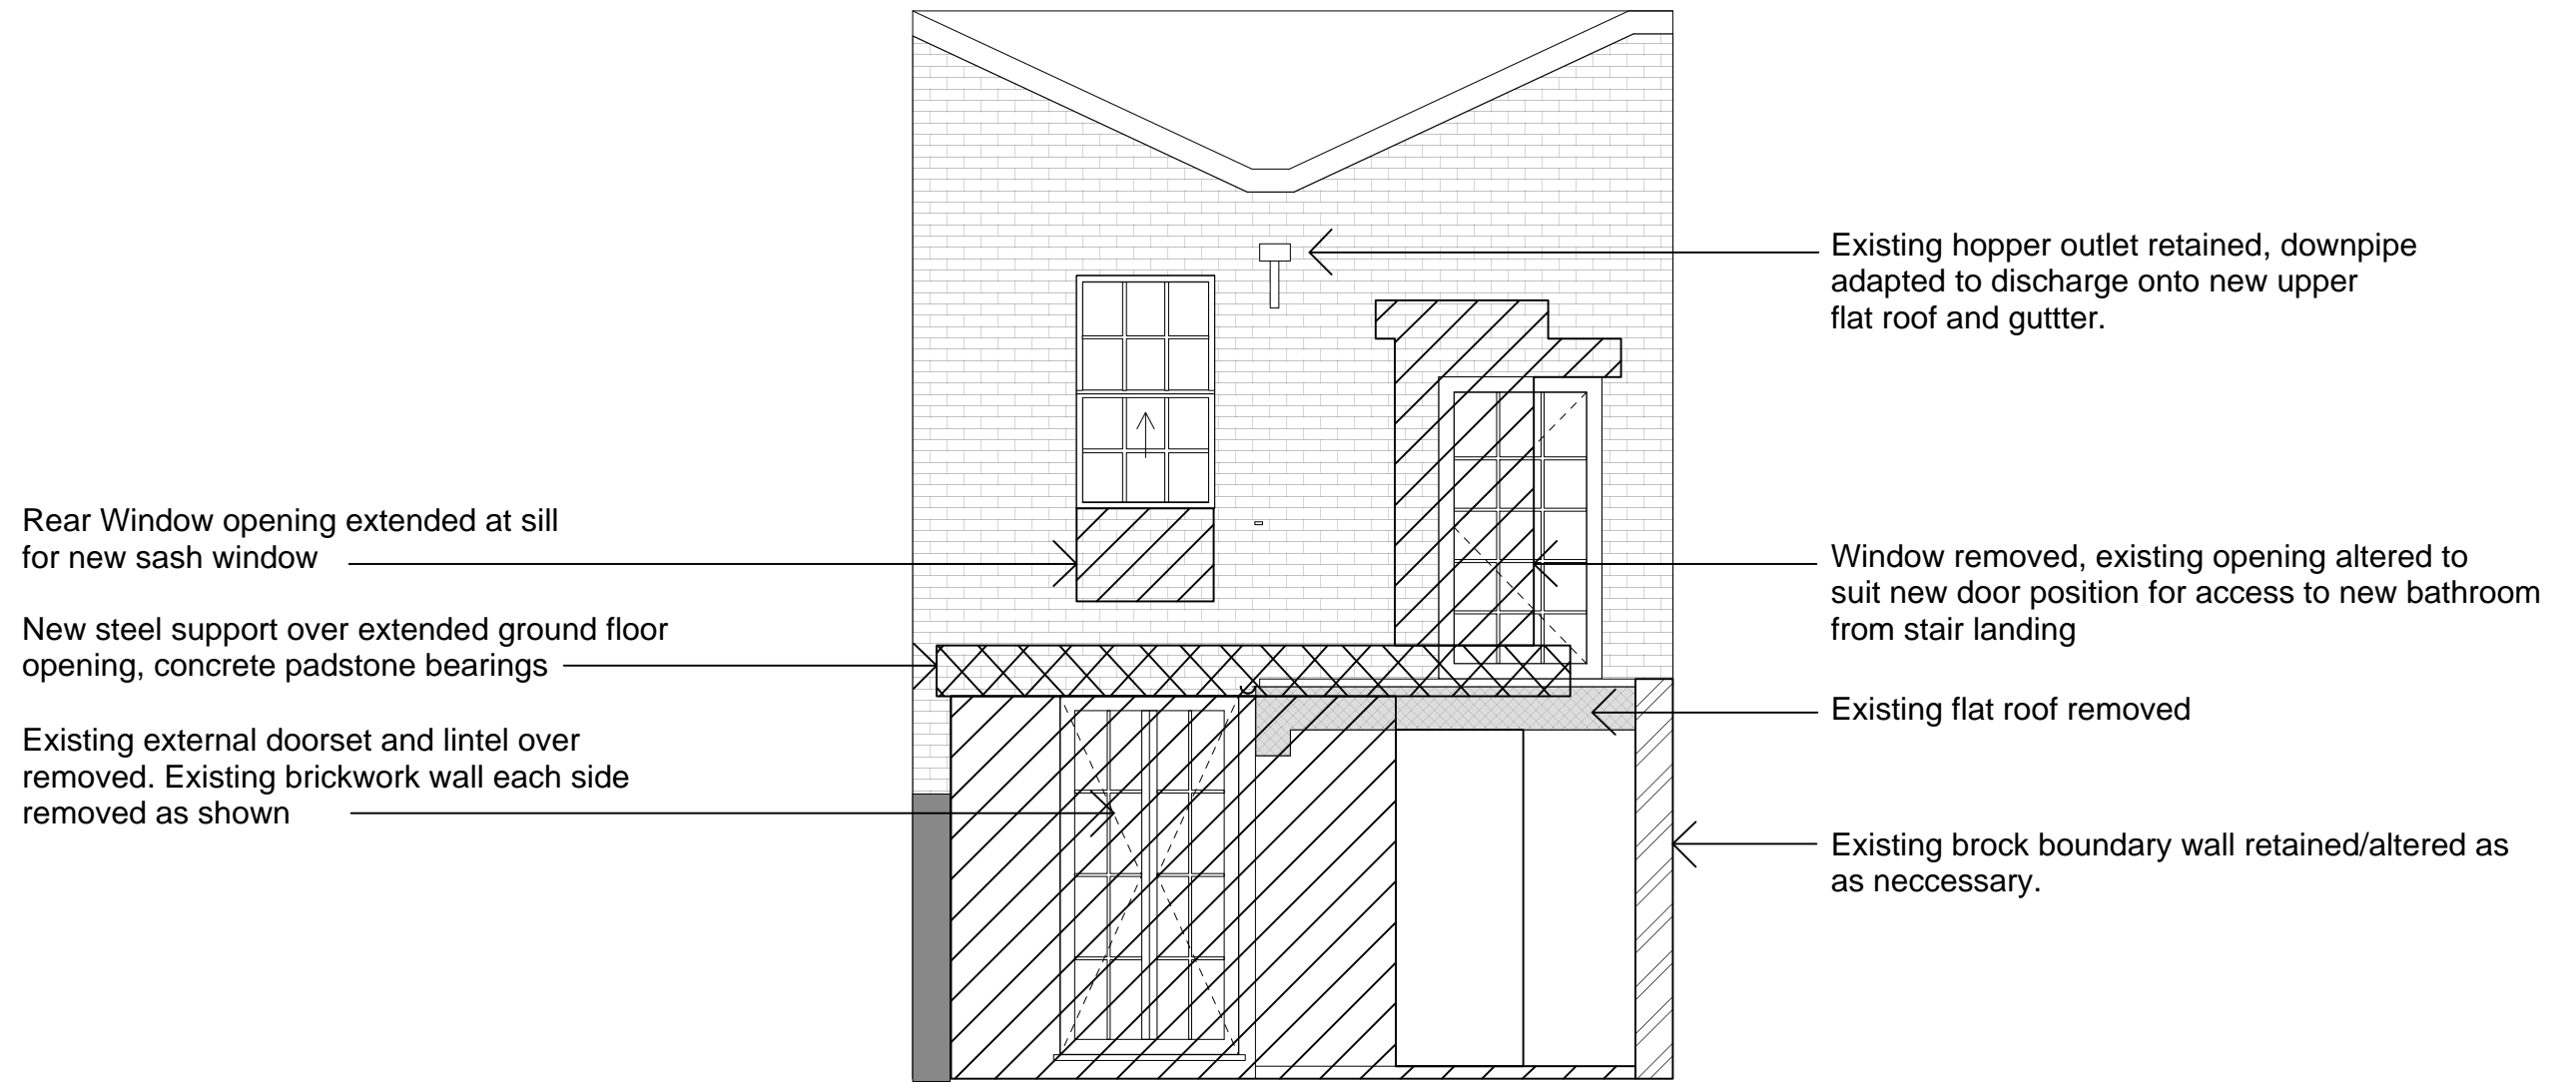 Existing hopper outlet retained, downpipe
adapted to discharge onto new upper
flat roof and guttter.
Rear Window opening extended at sill
for new sash window
New steel support over extended ground floor
opening, concrete padstone bearings
Existing external doorset and lintel over
removed. Existing brickwork wall each side
removed as shown
Window removed, existing opening altered to
suit new door position for access to new bathroom
from stair landing
Existing flat roof removed
Existing brock boundary wall retained/altered as
as neccessary.